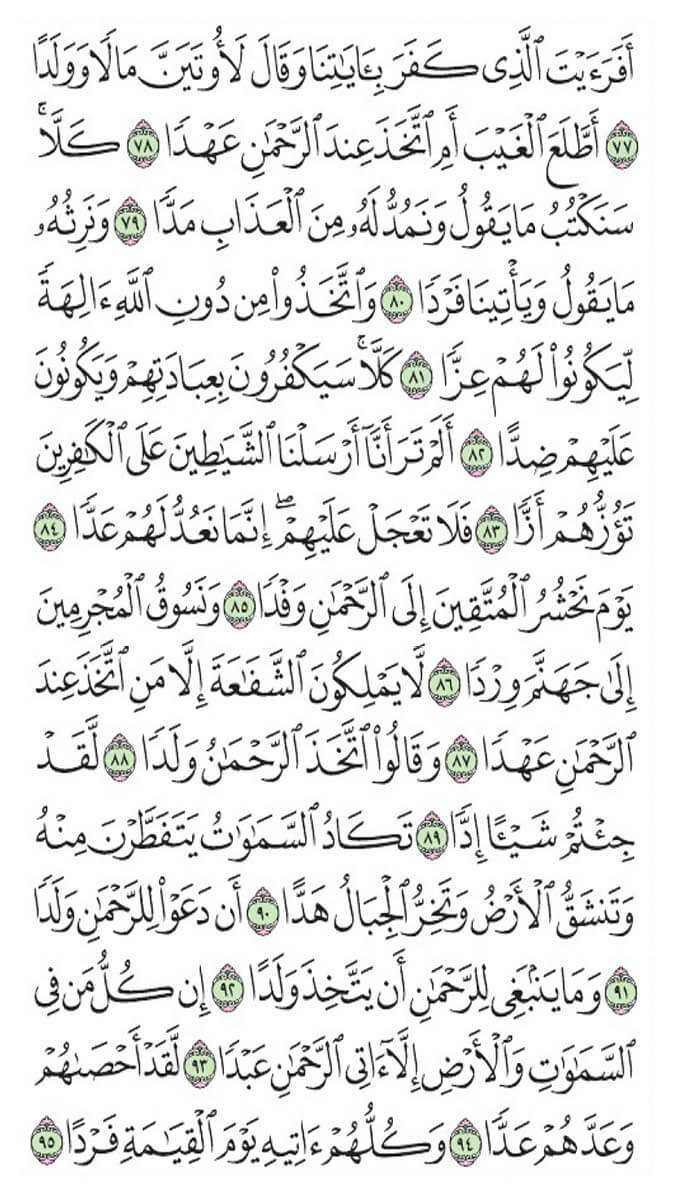 أَفَرَءَيْتَ ٱلَّذِى كَفَرَ بِـَٔايَٰتِنَا وَقَالَ لَأُوتَيَنَّ مَالًا وَوَلَدًا
٧٧ أَطَّلَعَ ٱلْغَيْبَ أَمِ ٱتَّخَذَ عِندَ ٱلرَّحْمَٰنِ عَهْدًا ٧٨ كَلَّاۚ
سَنَكْتُبُ مَا يَقُولُ وَنَمُدُّ لَهُۥ مِنَ ٱلْعَذَابِ مَدًّا ٧٩ وَنَرِثُهُۥ
مَا يَقُولُ وَيَأْتِينَا فَرْدًا ٨٠ وَٱتَّخَذُوا۟ مِن دُونِ ٱللَّهِ ءَالِهَةً
لِّيَكُونُوا۟ لَهُمْ عِزًّا ٨١ كَلَّاۚ سَيَكْفُرُونَ بِعِبَادَتِهِمْ وَيَكُونُونَ
عَلَيْهِمْ ضِدًّا ٨٢ أَلَمْ تَرَ أَنَّآ أَرْسَلْنَا ٱلشَّيَٰطِينَ عَلَى ٱلْكَٰفِرِينَ
تَؤُزُّهُمْ أَزًّا ٨٣ فَلَا تَعْجَلْ عَلَيْهِمْۖ إِنَّمَا نَعُدُّ لَهُمْ عَدًّا ٨٤
يَوْمَ نَحْشُرُ ٱلْمُتَّقِينَ إِلَى ٱلرَّحْمَٰنِ وَفْدًا ٨٥ وَنَسُوقُ ٱلْمُجْرِمِينَ
إِلَىٰ جَهَنَّمَ وِرْدًا ٨٦ لَّا يَمْلِكُونَ ٱلشَّفَٰعَةَ إِلَّا مَنِ ٱتَّخَذَ عِندَ
ٱلرَّحْمَٰنِ عَهْدًا ٨٧ وَقَالُوا۟ ٱتَّخَذَ ٱلرَّحْمَٰنُ وَلَدًا ٨٨ لَّقَدْ
جِئْتُمْ شَيْـًٔا إِدًّا ٨٩ تَكَادُ ٱلسَّمَٰوَٰتُ يَتَفَطَّرْنَ مِنْهُ
وَتَنشَقُّ ٱلْأَرْضُ وَتَخِرُّ ٱلْجِبَالُ هَدًّا ٩٠ أَن دَعَوْا۟ لِلرَّحْمَٰنِ وَلَدًا
٩١ وَمَا يَنۢبَغِى لِلرَّحْمَٰنِ أَن يَتَّخِذَ وَلَدًا ٩٢ إِن كُلُّ مَن فِى
ٱلسَّمَٰوَٰتِ وَٱلْأَرْضِ إِلَّآ ءَاتِى ٱلرَّحْمَٰنِ عَبْدًا ٩٣ لَّقَدْ أَحْصَىٰهُمْ
وَعَدَّهُمْ عَدًّا ٩٤ وَكُلُّهُمْ ءَاتِيهِ يَوْمَ ٱلْقِيَٰمَةِ فَرْدًا ٩٥